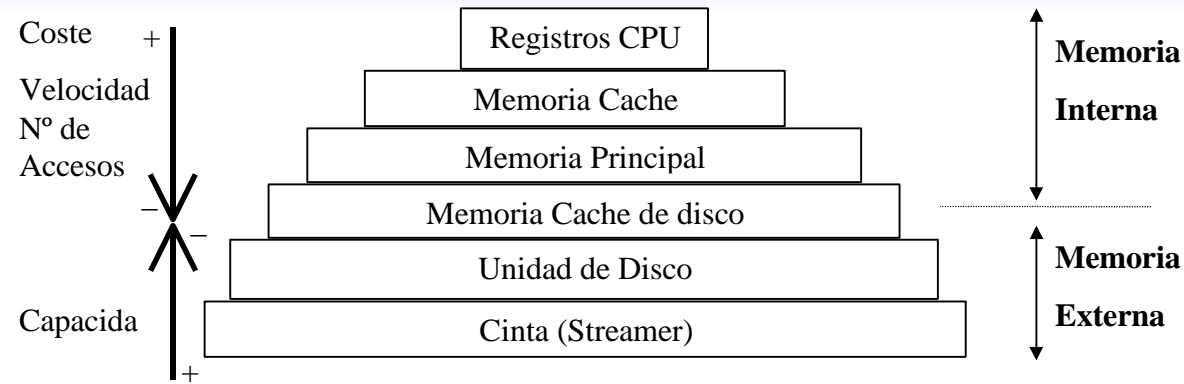 Coste +
Velocidad
Nº de
Accesos
–
–
Capacida
+
Registros CPU
Memoria Cache
Memoria Principal
Memoria Cache de disco
Unidad de Disco
Cinta (Streamer)
Memoria
Interna
Memoria
Externa